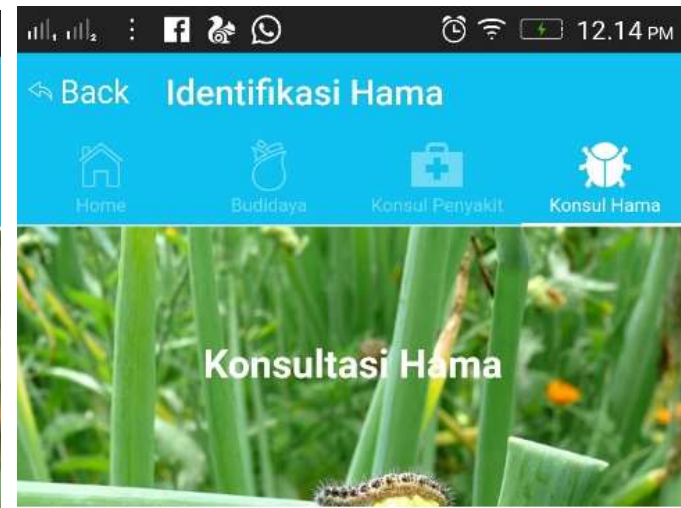 12.14 PM
Back Identifikasi Hama
Home Budidaya Konsul Penyakit Konsul Hama
Konsultasi Hama